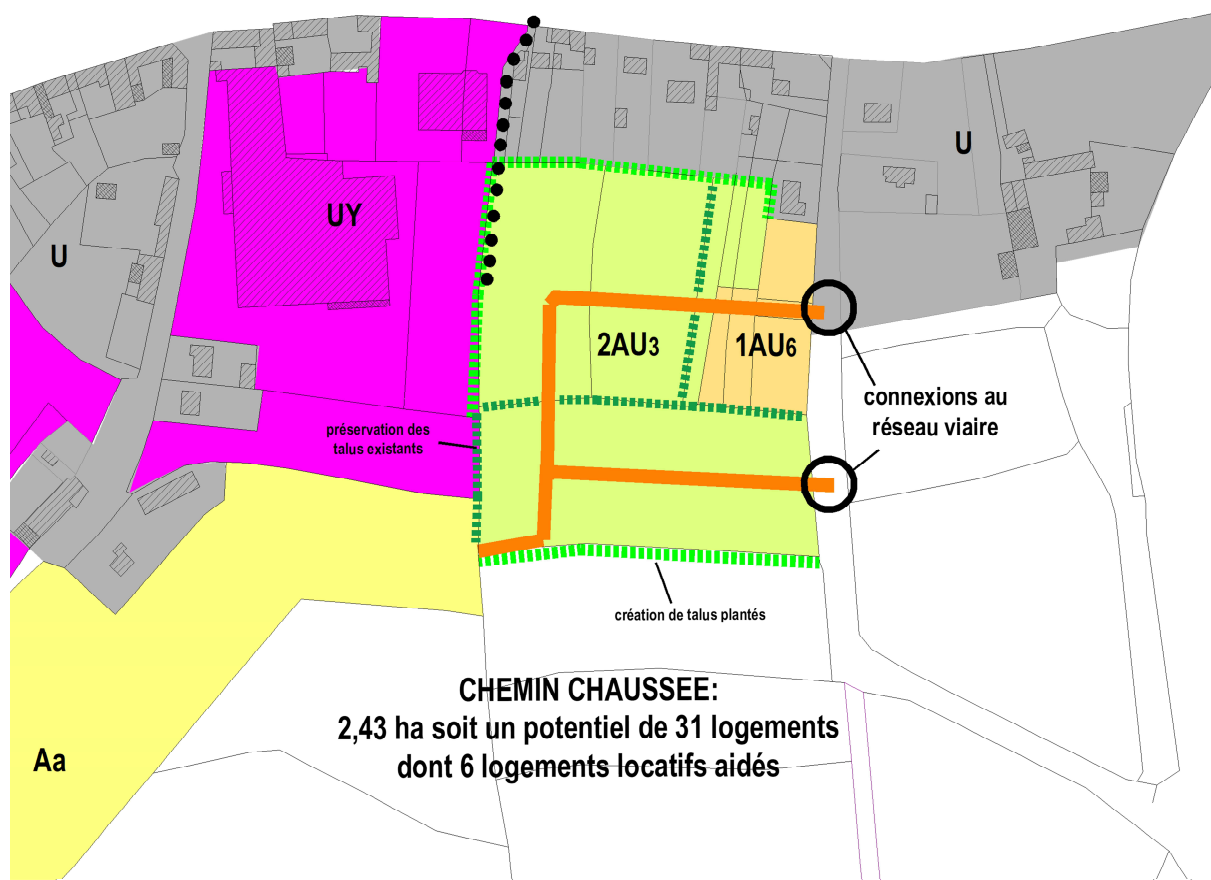 U
UY
U
2AU3
1AU6
connexions au
réseau viaire
préservation des
talus existants
création de talus plantés
CHEMIN CHAUSSEE:
2,43 ha soit un potentiel de 31 logements
dont 6 logements locatifs aidés
Aa